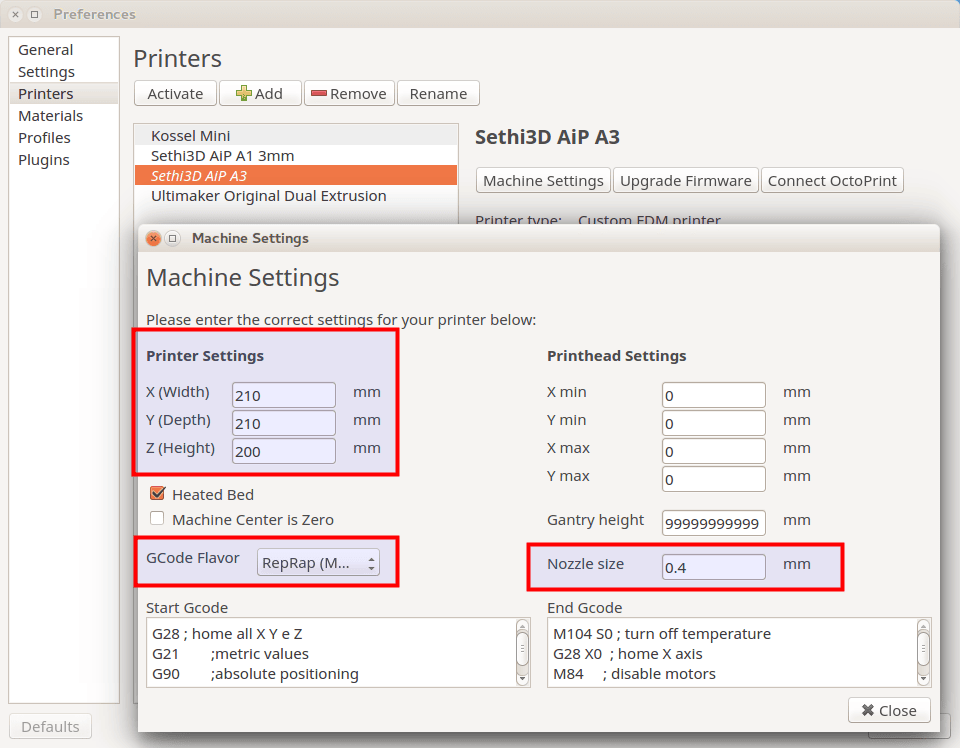 Preferences
General
Settings
Printers
Materials
Profiles
Plugins
Defaults
Printers
Activate
Add
Remove
Rename
Kossel Mini
Sethi3D AiP A1 3mm
Sethi3D AiP A3
Ultimaker Original Dual Extrusion
Sethi3D AiP A3
Machine Settings
Upgrade Firmware
Connect OctoPrint
Printer type: Custom FDM printer
Machine Settings
Machine Settings
Please enter the correct settings for your printer below:
Printer Settings
X (Width) 210 mm
Y (Depth) 210 mm
Z (Height) 200 mm
Heated Bed
Machine Center is Zero
GCode Flavor RepRap (M...
Printhead Settings
X min 0 mm
Y min 0 mm
X max 0 mm
Y max 0 mm
Gantry height 99999999999 mm
Nozzle size 0.4 mm
Start Gcode
G28 ; home all X Y e Z
G21 ;metric values
G90 ;absolute positioning
End Gcode
M104 S0 ; turn off temperature
G28 X0 ; home X axis
M84 ; disable motors
Close